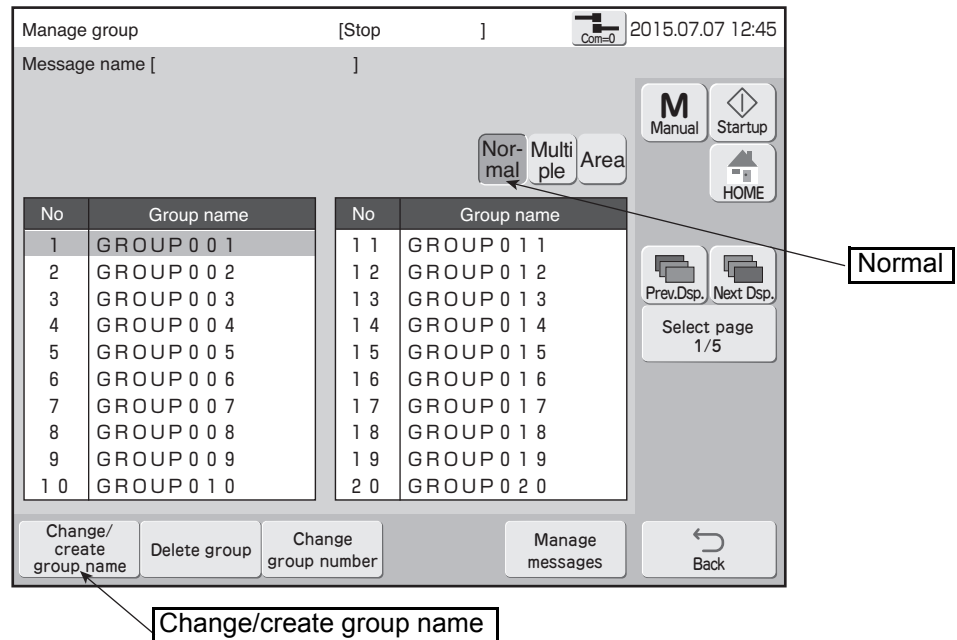 Manage group [Stop ] Com=0 2015.07.07 12:45
Message name [ ]
M
Manual
Startup
Nor-
mal
Multi
ple
Area
HOME
No Group name No Group name
1 GROUP001 11 GROUP011
2 GROUP002 12 GROUP012
3 GROUP003 13 GROUP013
4 GROUP004 14 GROUP014
5 GROUP005 15 GROUP015
6 GROUP006 16 GROUP016
7 GROUP007 17 GROUP017
8 GROUP008 18 GROUP018
9 GROUP009 19 GROUP019
10 GROUP010 20 GROUP020
Normal
Prev.Dsp. Next Dsp.
Select page
1/5
Change/
create
group name
Delete group
Change
group number
Manage
messages
Back
Change/create group name